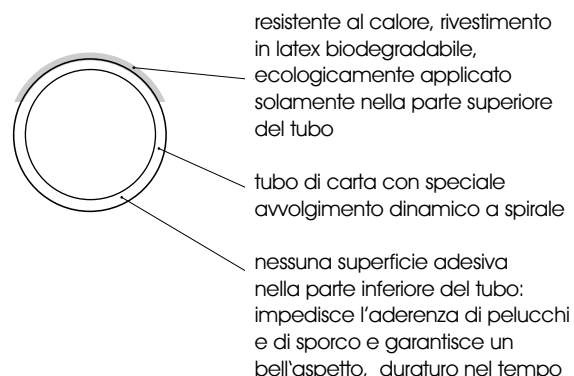 resistente al calore, rivestimento
in latex biodegradabile,
ecologicamente applicato
solamente nella parte superiore
del tubo
tubo di carta con speciale
avvolgimento dinamico a spirale
nessuna superficie adesiva
nella parte inferiore del tubo:
impedisce l'aderenza di pelucchi
e di sporco e garantisce un
bell'aspetto, duraturo nel tempo